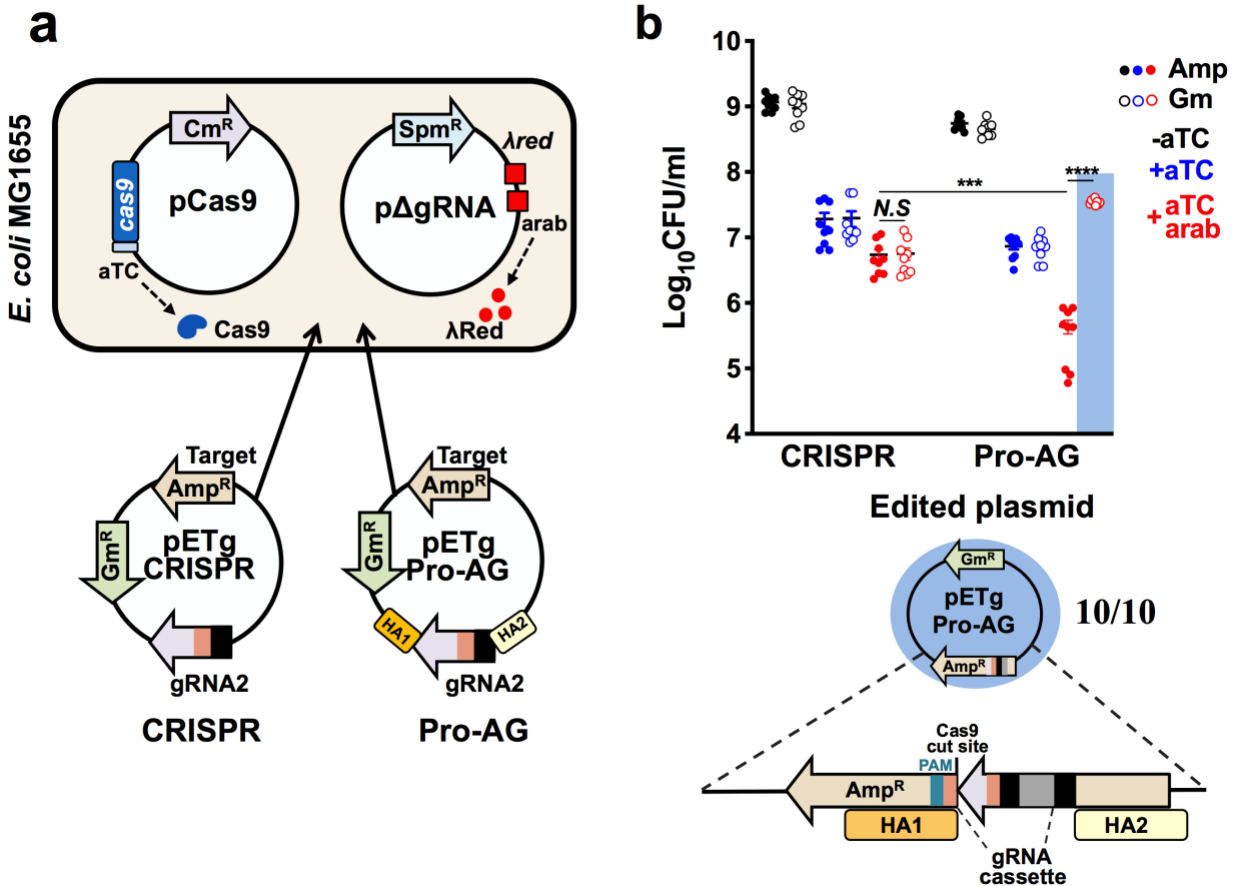 a
E. coli MG1655
Cm^R
cas9
pCas9
aTC
Cas9
Spm^R
λred
pΔgRNA
arab
λRed
Target
Amp^R
Gm^R
pETg
CRISPR
gRNA2
CRISPR
Target
Amp^R
Gm^R
pETg
Pro-AG
HA1
HA2
gRNA2
Pro-AG
b
Log₁₀CFU/ml
10
9
8
7
6
5
4
N.S
***
****
CRISPR
Pro-AG
Amp
Gm
-aTC
+aTC
+ aTC
arab
Edited plasmid
Gm^R
pETg
Pro-AG
Amp^R
10/10
Cas9
cut site
PAM
Amp^R
HA1
HA2
gRNA
cassette